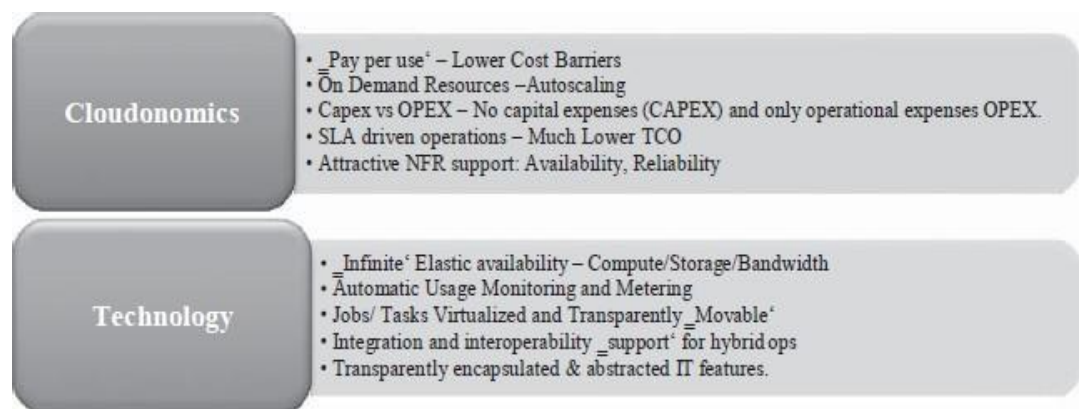 Cloudonomics
• ‗Pay per use‘ – Lower Cost Barriers
• On Demand Resources –Autoscaling
• Capex vs OPEX – No capital expenses (CAPEX) and only operational expenses OPEX.
• SLA driven operations – Much Lower TCO
• Attractive NFR support: Availability, Reliability
Technology
• ‗Infinite‘ Elastic availability – Compute/Storage/Bandwidth
• Automatic Usage Monitoring and Metering
• Jobs/ Tasks Virtualized and Transparently ‗Movable‘
• Integration and interoperability ‗support‘ for hybrid ops
• Transparently encapsulated & abstracted IT features.